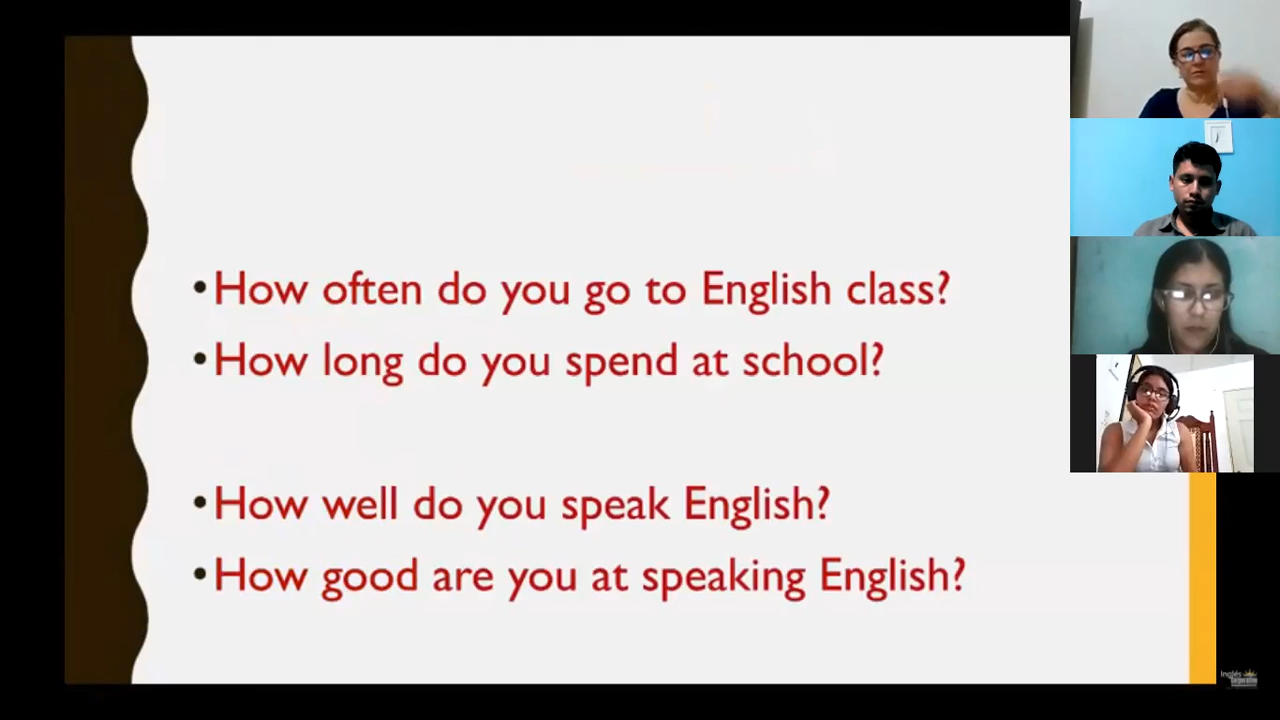 • How often do you go to English class?
• How long do you spend at school?
• How well do you speak English?
• How good are you at speaking English?
Inglés